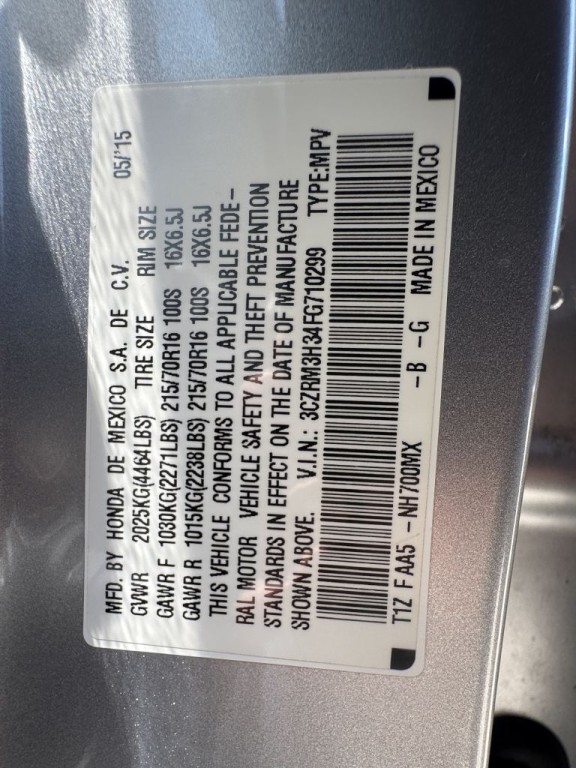 MFD. BY HONDA DE MEXICO S.A. DE C.V. 05/'15
GVWR 2025KG(4464LBS) TIRE SIZE RIM SIZE
GAWR F 1030KG(2271LBS) 215/70R16 100S 16X6.5J
GAWR R 1015KG(2238LBS) 215/70R16 100S 16X6.5J
THIS VEHICLE CONFORMS TO ALL APPLICABLE FEDE-
RAL MOTOR VEHICLE SAFETY AND THEFT PREVENTION
STANDARDS IN EFFECT ON THE DATE OF MANUFACTURE
SHOWN ABOVE. V.I.N.: 3CZRM3H34FG710299 TYPE:MPV
T1Z F AA5 -NH700MX -B -G MADE IN MEXICO